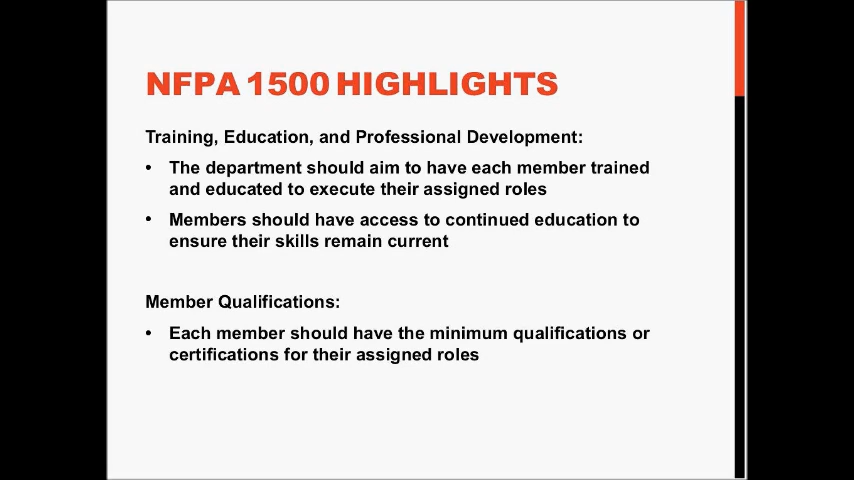 NFPA 1500 HIGHLIGHTS
Training, Education, and Professional Development:
• The department should aim to have each member trained
and educated to execute their assigned roles
• Members should have access to continued education to
ensure their skills remain current
Member Qualifications:
• Each member should have the minimum qualifications or
certifications for their assigned roles